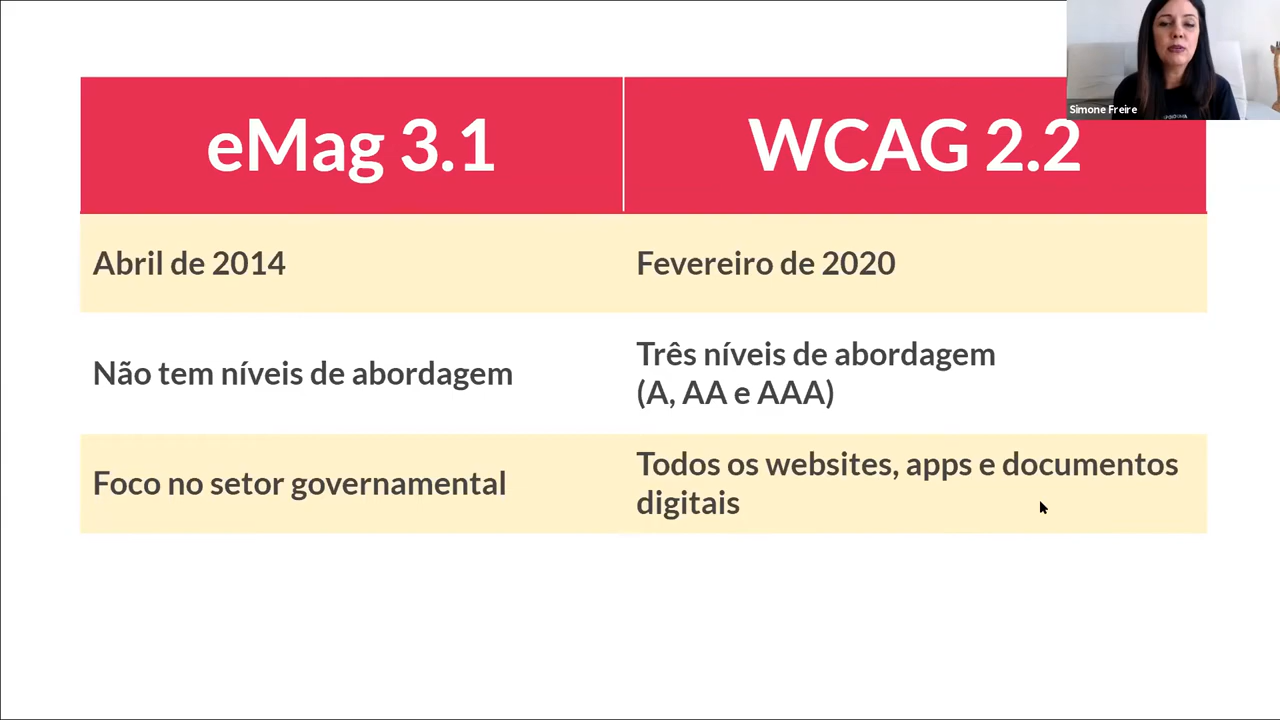 Simone Freire
eMag 3.1
WCAG 2.2
Abril de 2014
Fevereiro de 2020
Não tem níveis de abordagem
Três níveis de abordagem
(A, AA e AAA)
Foco no setor governamental
Todos os websites, apps e documentos
digitais